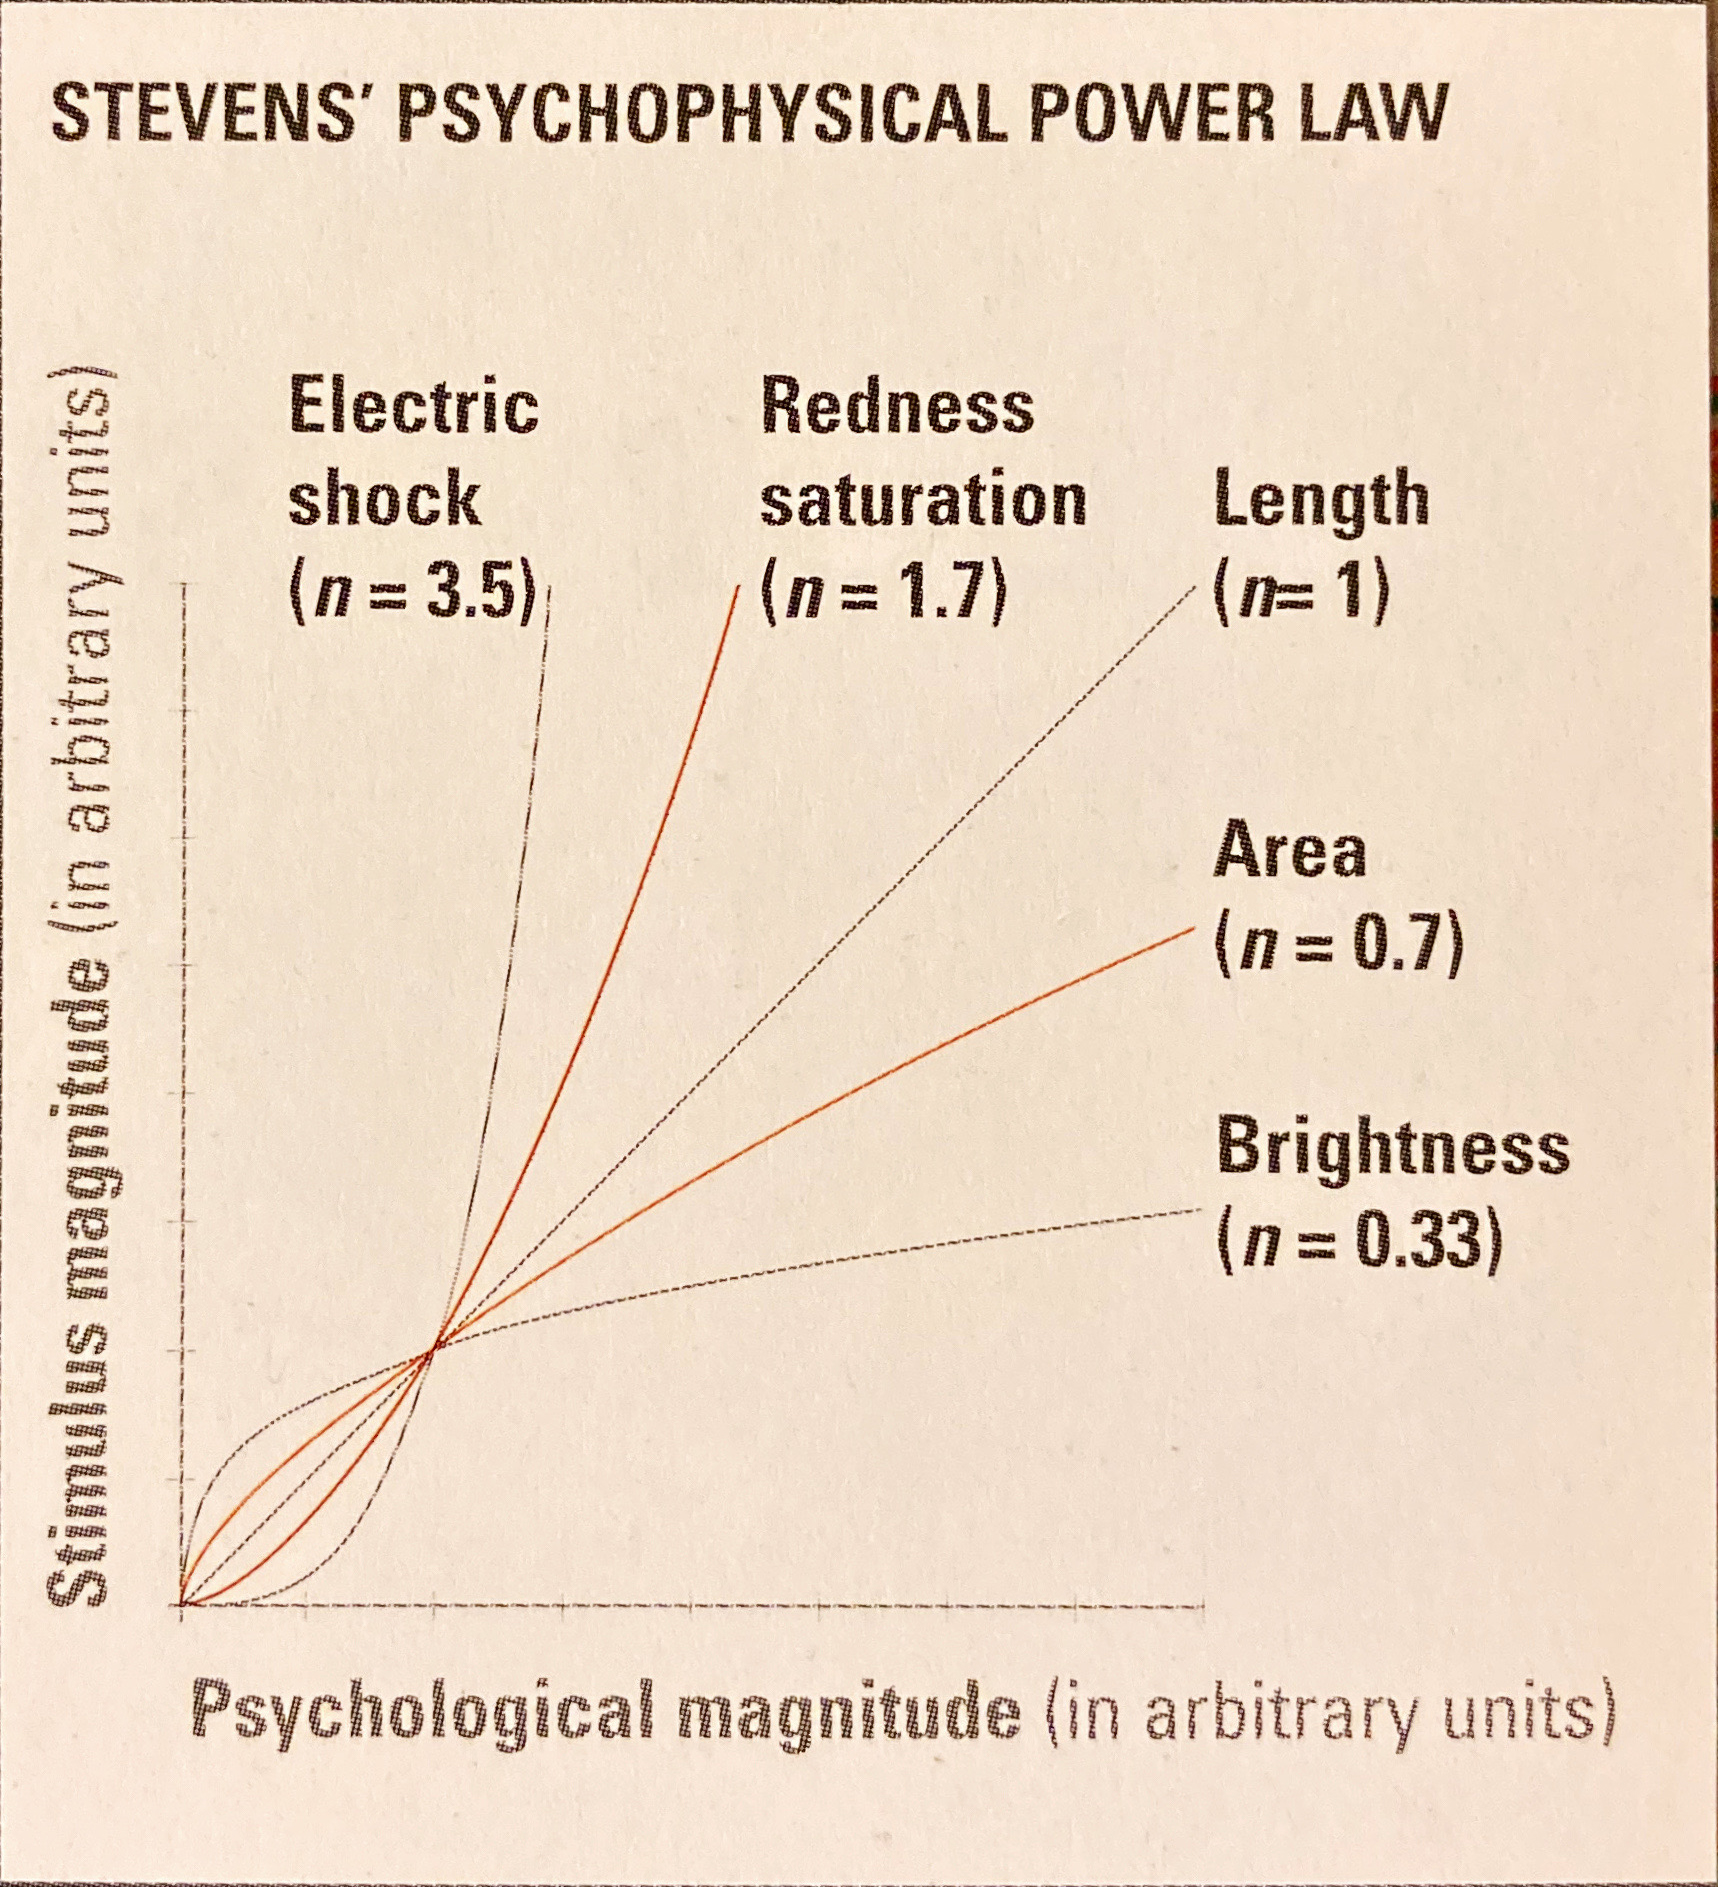 STEVENS' PSYCHOPHYSICAL POWER LAW
Stimulus magnitude (in arbitrary units)
Electric
shock
(n = 3.5)
Redness
saturation
(n = 1.7)
Length
(n= 1)
Area
(n = 0.7)
Brightness
(n = 0.33)
Psychological magnitude (in arbitrary units)